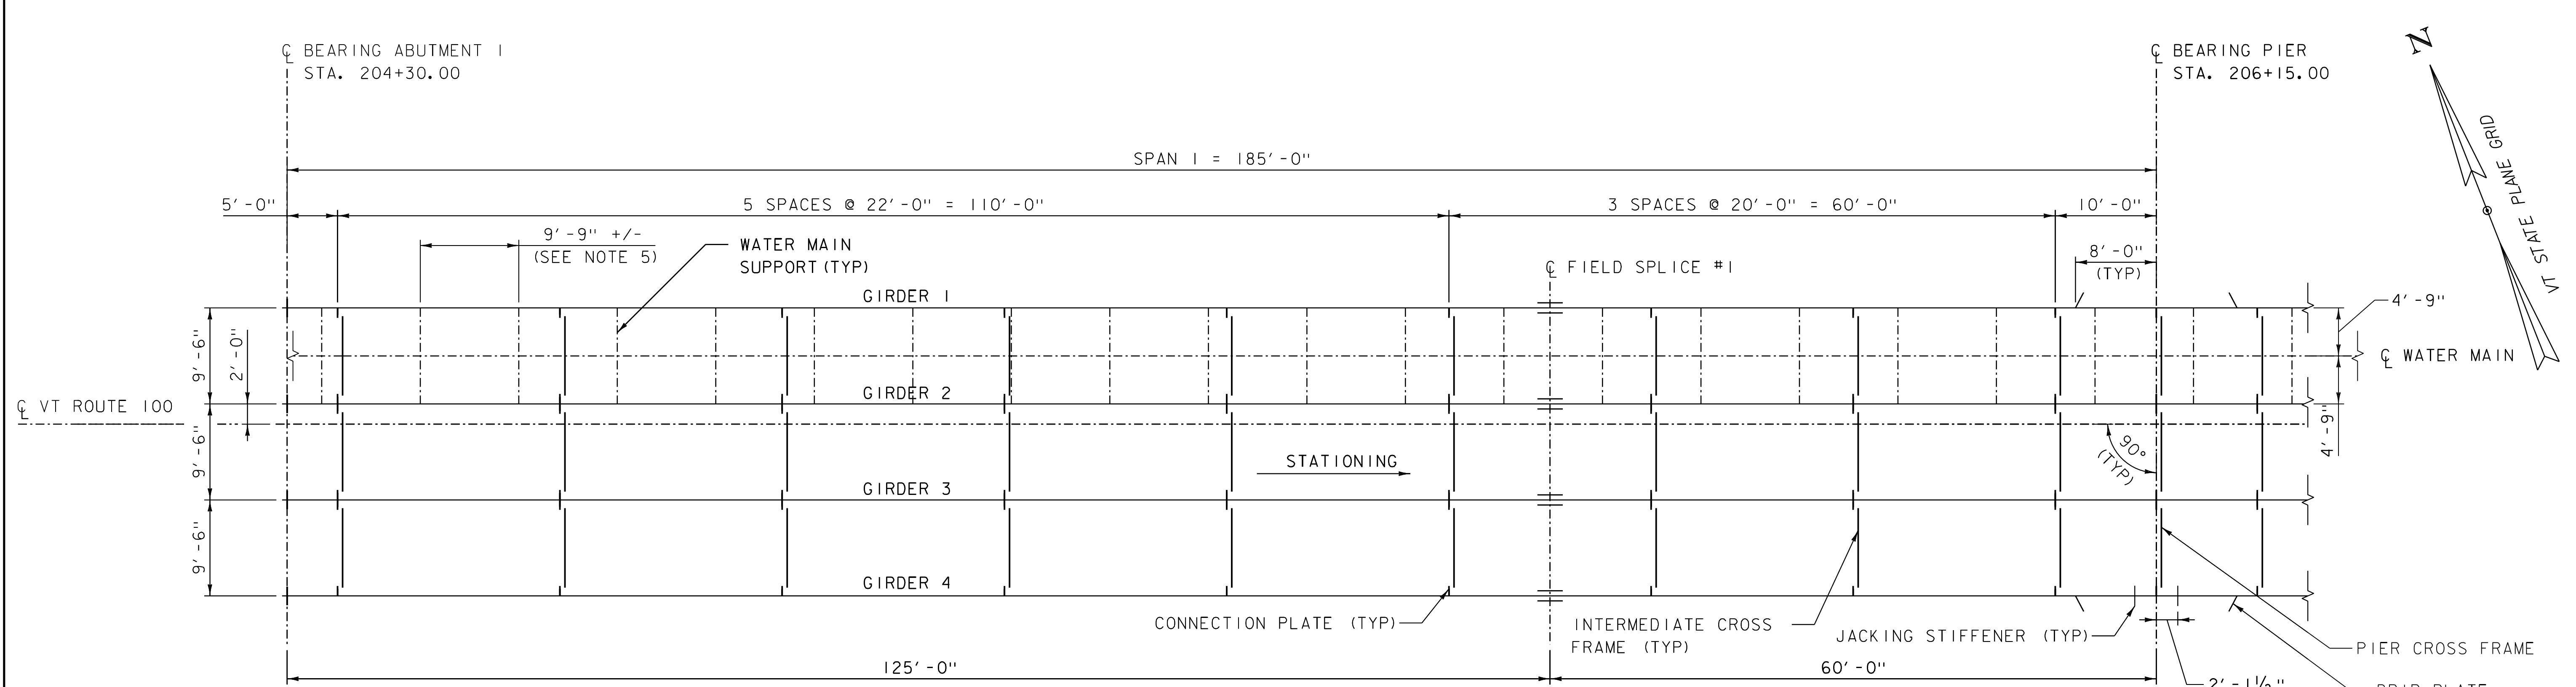 ℄ BEARING ABUTMENT 1
STA. 204+30.00
℄ BEARING PIER
STA. 206+15.00
N
VT STATE PLANE GRID
SPAN 1 = 185'-0"
5'-0"
5 SPACES @ 22'-0" = 110'-0"
3 SPACES @ 20'-0" = 60'-0"
10'-0"
9'-9" +/-
(SEE NOTE 5)
WATER MAIN
SUPPORT (TYP)
℄ FIELD SPLICE #1
8'-0"
(TYP)
GIRDER 1
4'-9"
9'-6"
2'-0"
℄ WATER MAIN
GIRDER 2
℄ VT ROUTE 100
4'-9"
9'-6"
STATIONING
90°
(TYP)
GIRDER 3
9'-6"
GIRDER 4
CONNECTION PLATE (TYP)
INTERMEDIATE CROSS
FRAME (TYP)
JACKING STIFFENER (TYP)
PIER CROSS FRAME
125'-0"
60'-0"
2'-1½"